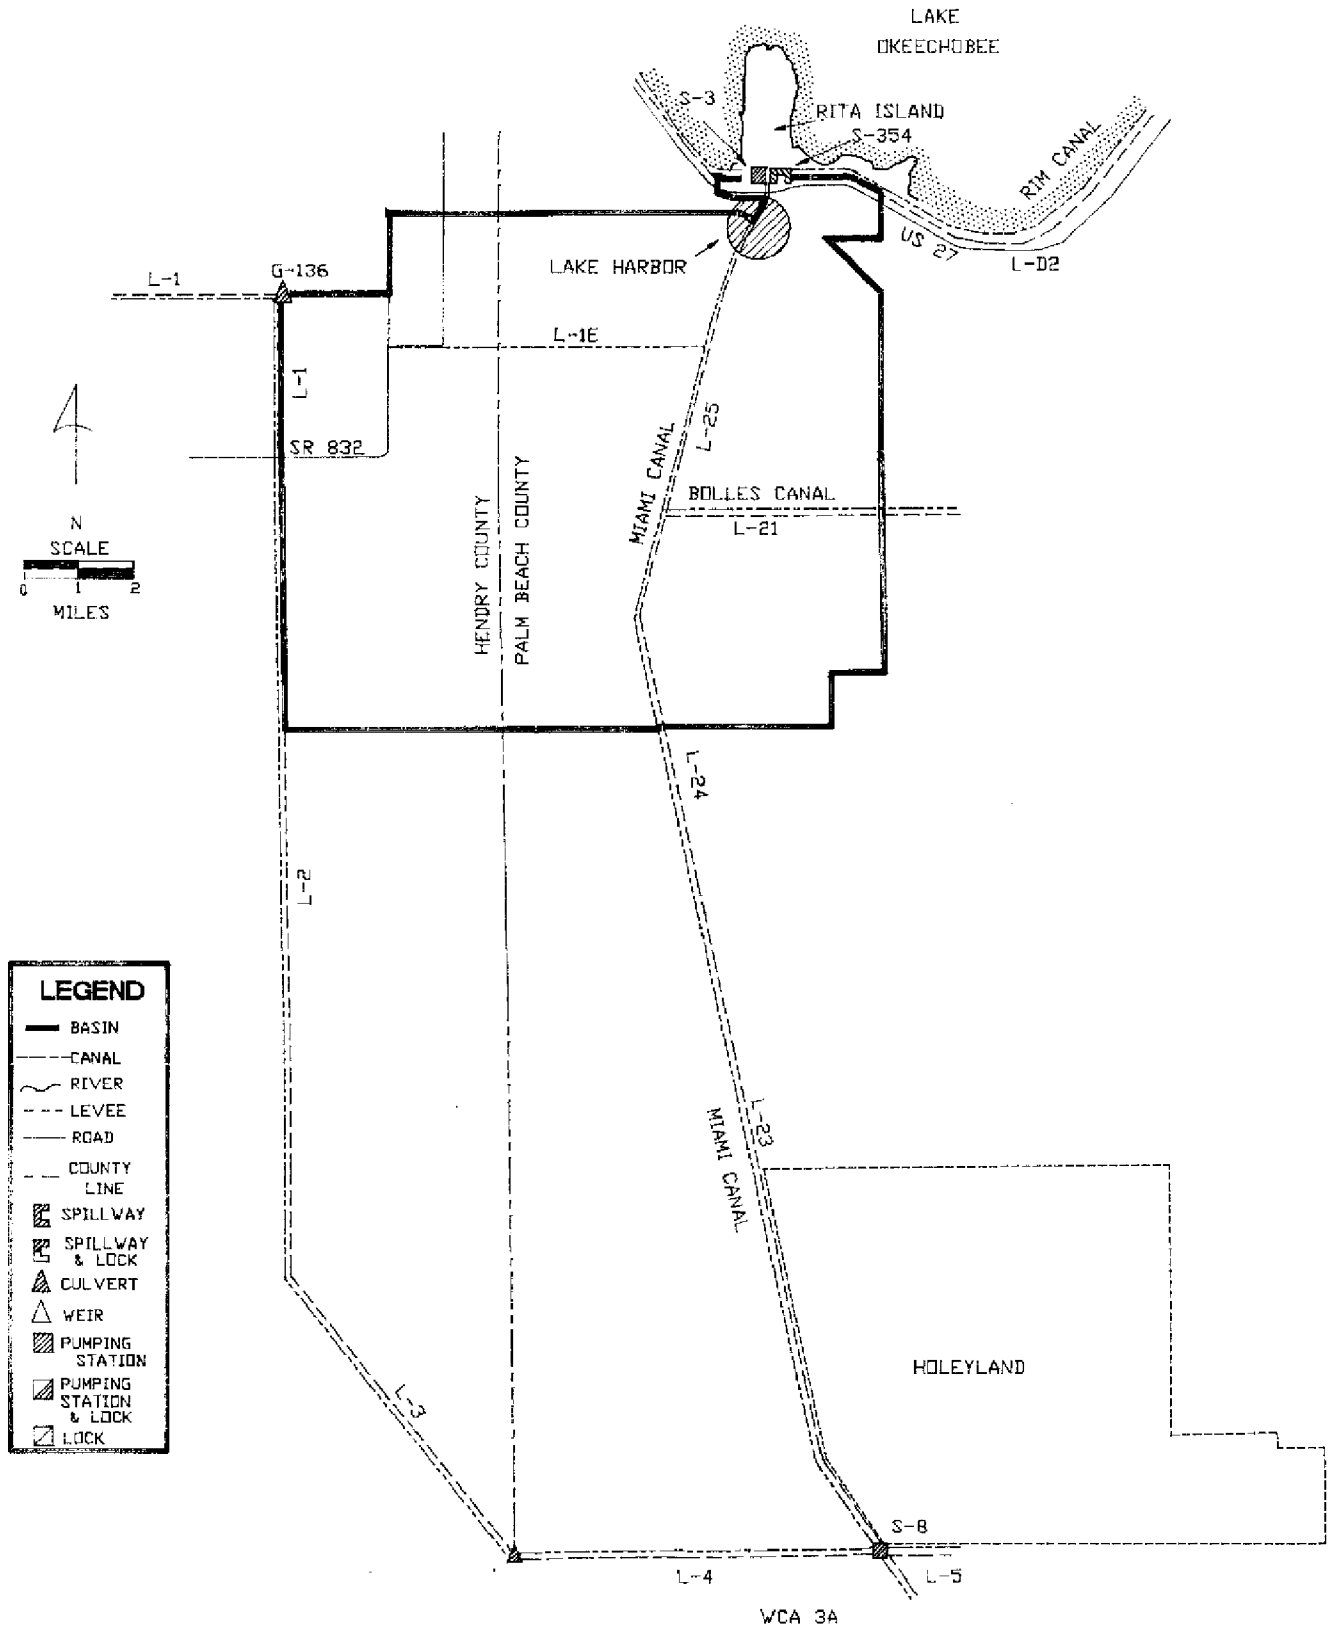 LAKE
OKEECHOBEE
S-3
RITA ISLAND
S-354
RIM CANAL
US 27
L-D2
LAKE HARBOR
L-1
G-136
L-1E
L-1
L-25
SR 832
MIAMI CANAL
BOLLES CANAL
L-21
HENDRY COUNTY
PALM BEACH COUNTY
N
SCALE
0 1 2
MILES
L-24
L-2
LEGEND
BASIN
CANAL
RIVER
LEVEE
ROAD
COUNTY
LINE
SPILLWAY
SPILLWAY
& LOCK
CULVERT
WEIR
PUMPING
STATION
PUMPING
STATION
& LOCK
LOCK
L-23
MIAMI CANAL
HOLEYLAND
L-3
S-8
L-4
L-5
WCA 3A